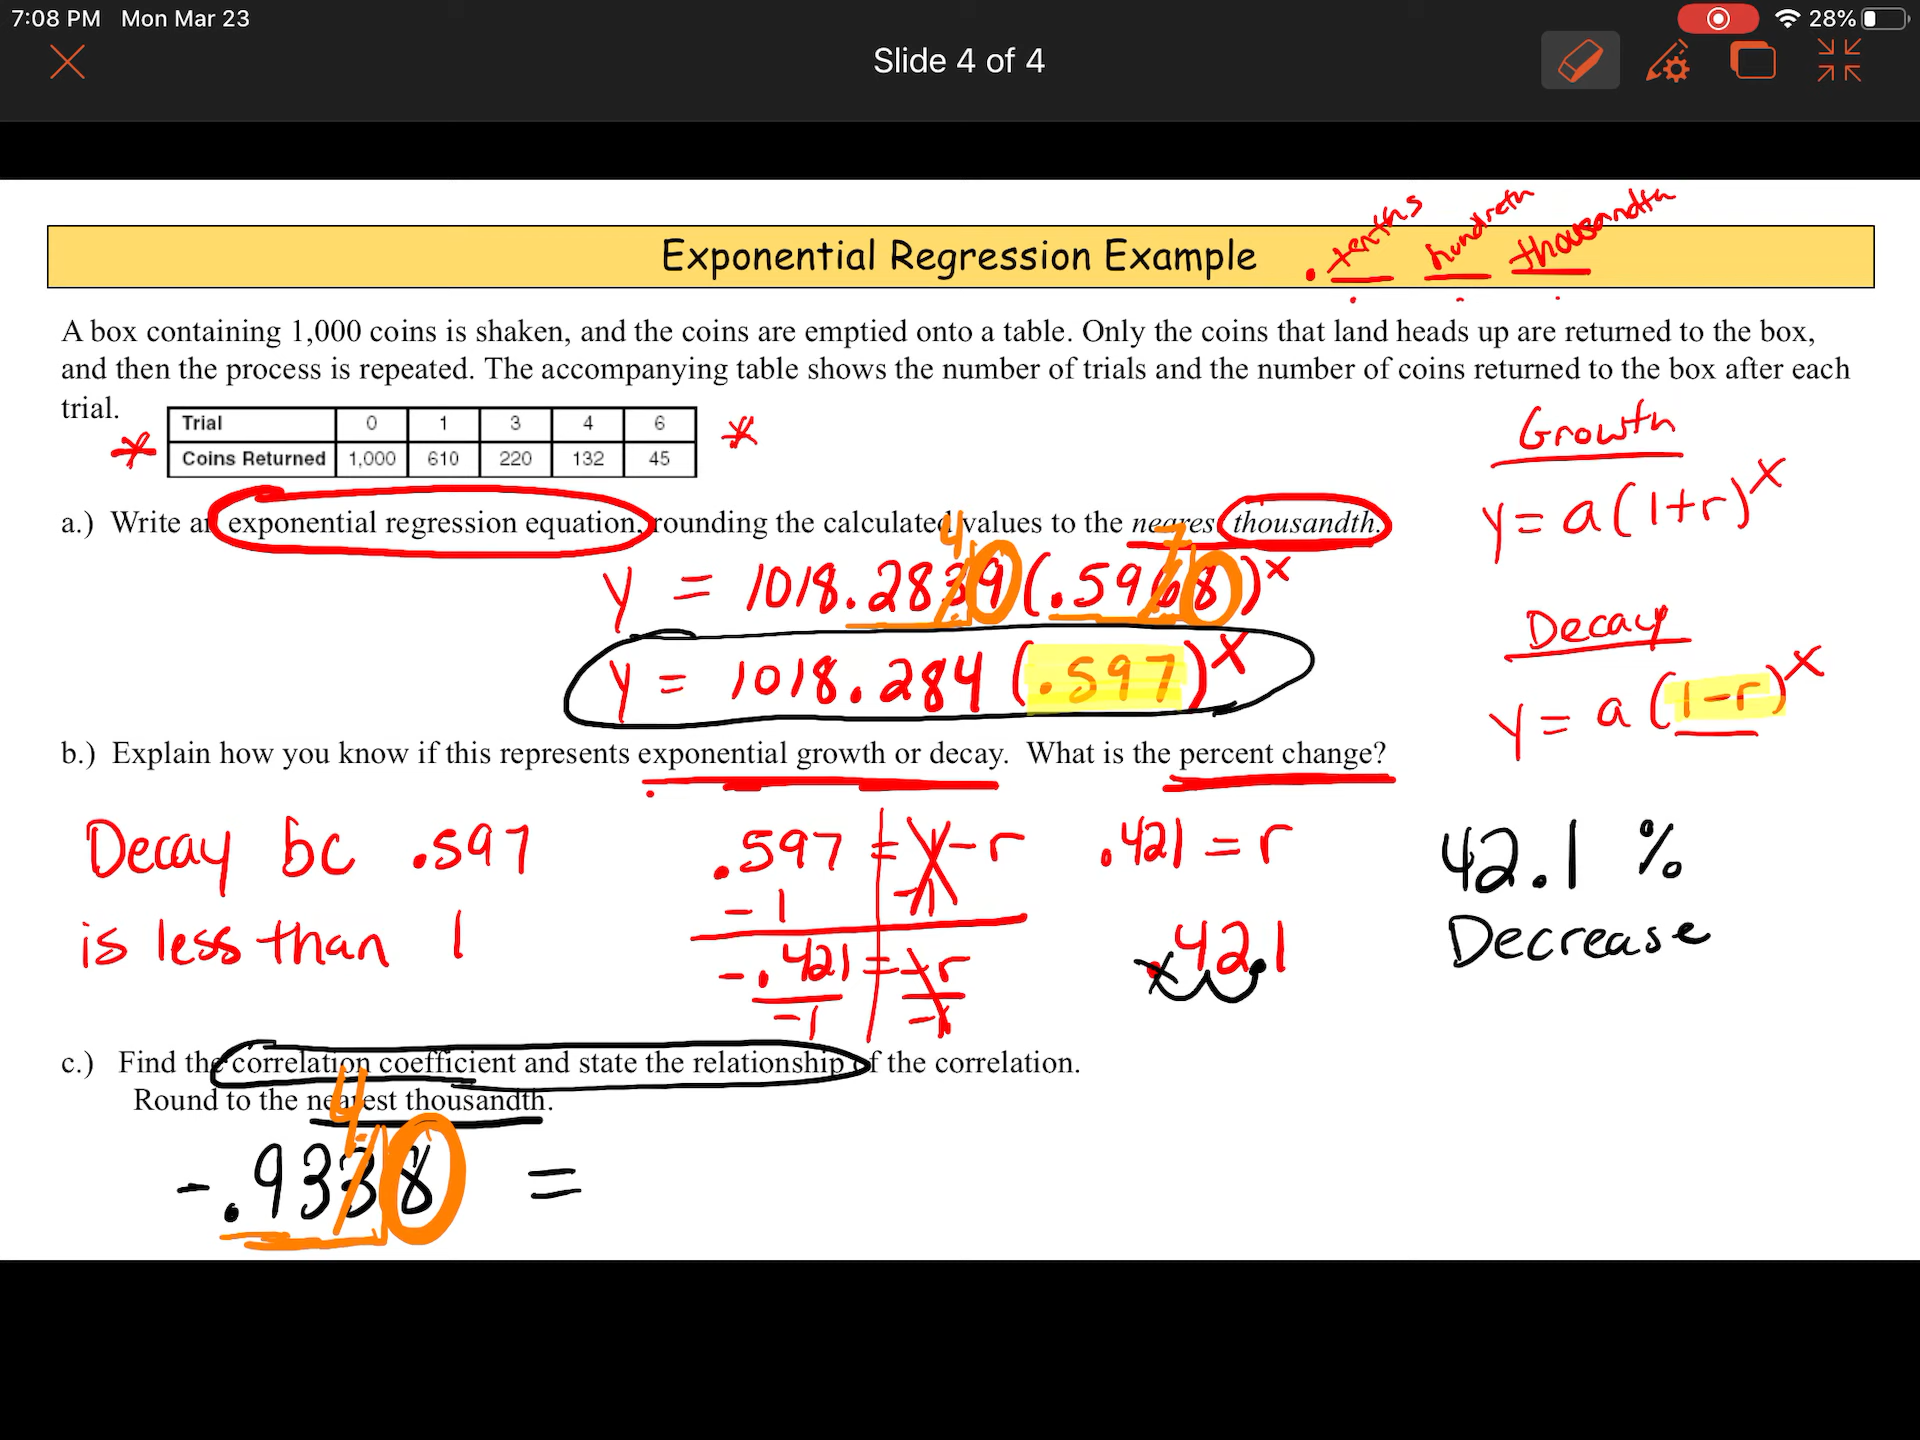 7:08 PM Mon Mar 23
28%
Slide 4 of 4
Exponential Regression Example
. tenths hundreth thousandth
A box containing 1,000 coins is shaken, and the coins are emptied onto a table. Only the coins that land heads up are returned to the box,
and then the process is repeated. The accompanying table shows the number of trials and the number of coins returned to the box after each
trial.
Trial 0 1 3 4 6
Coins Returned 1,000 610 220 132 45
Growth
y = a(1+r)^x
a.) Write an exponential regression equation, rounding the calculated values to the nearest thousandth.
4 7
y = 1018.2839(.5968)^x
y = 1018.284(.597)^x
Decay
y = a(1-r)^x
b.) Explain how you know if this represents exponential growth or decay. What is the percent change?
Decay bc .597
is less than 1
.597 = 1-r
-1 -1
-.421 = -r
-1 -1
.421 = r
.42.1
42.1 %
Decrease
c.) Find the correlation coefficient and state the relationship of the correlation.
Round to the nearest thousandth.
4
-.9338 =